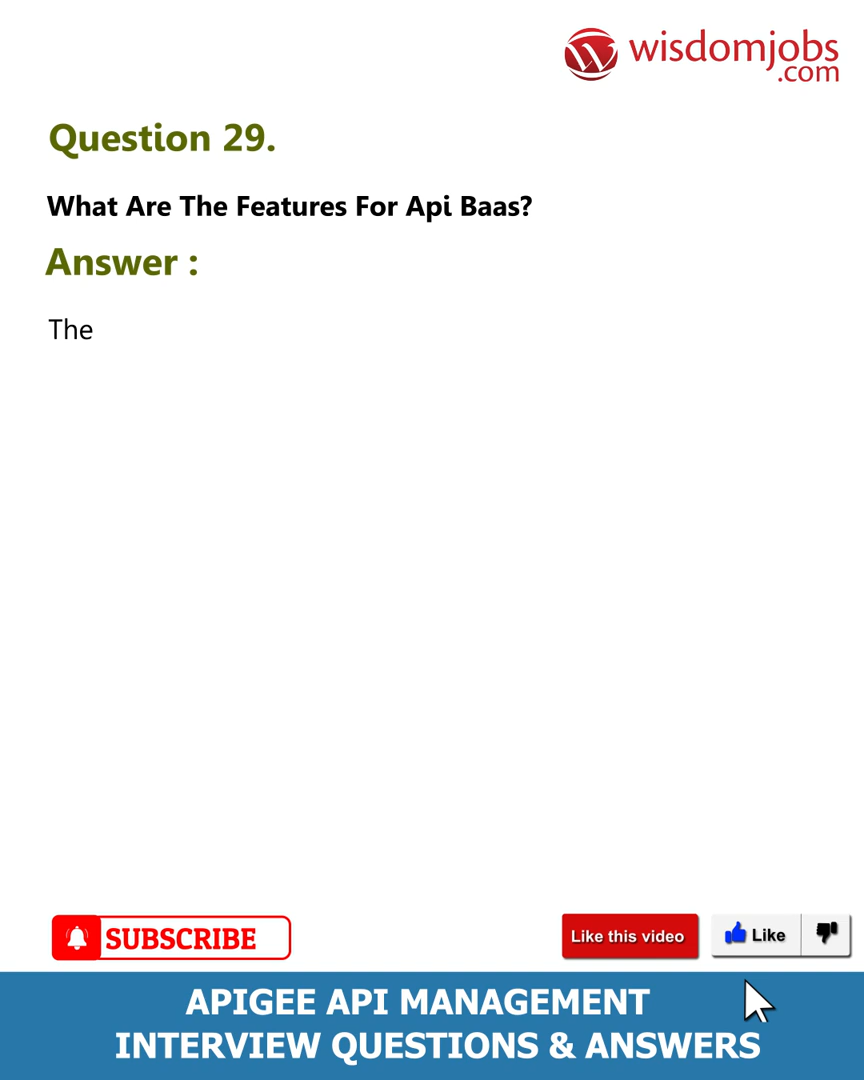 wisdomjobs
.com
Question 29.
What Are The Features For Api Baas?
Answer :
The
SUBSCRIBE
Like this video
Like
APIGEE API MANAGEMENT
INTERVIEW QUESTIONS & ANSWERS